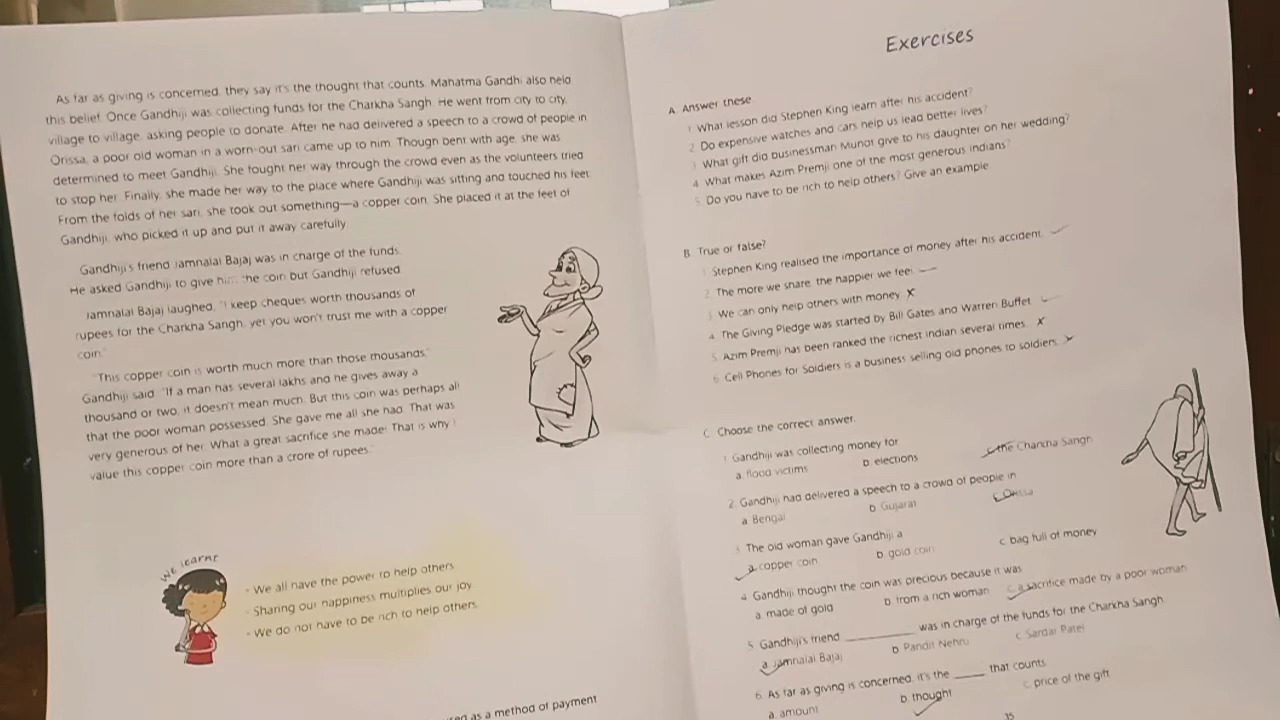 As far as giving is concerned, they say it's the thought that counts. Mahatma Gandhi also held
this belief. Once Gandhiji was collecting funds for the Charkha Sangh. He went from city to city,
village to village, asking people to donate. After he had delivered a speech to a crowd of people in
Orissa, a poor old woman in a worn-out sari came up to him. Though bent with age, she was
determined to meet Gandhiji. She fought her way through the crowd even as the volunteers tried
to stop her. Finally, she made her way to the place where Gandhiji was sitting and touched his feet.
From the folds of her sari, she took out something—a copper coin. She placed it at the feet of
Gandhiji, who picked it up and put it away carefully.
Gandhiji's friend Jamnalal Bajaj was in charge of the funds.
He asked Gandhiji to give him the coin but Gandhiji refused.
Jamnalal Bajaj laughed. "I keep cheques worth thousands of
rupees for the Charkha Sangh, yet you won't trust me with a copper
coin."
"This copper coin is worth much more than those thousands,"
Gandhiji said. "If a man has several lakhs and he gives away a
thousand or two, it doesn't mean much. But this coin was perhaps all
that the poor woman possessed. She gave me all she had. That was
very generous of her. What a great sacrifice she made! That is why I
value this copper coin more than a crore of rupees."
We learnt
- We all have the power to help others.
- Sharing our happiness multiplies our joy.
- We do not have to be rich to help others.
as a method of payment
Exercises
A. Answer these.
1. What lesson did Stephen King learn after his accident?
2. Do expensive watches and cars help us lead better lives?
3. What gift did businessman Munot give to his daughter on her wedding?
4. What makes Azim Premji one of the most generous Indians?
5. Do you have to be rich to help others? Give an example.
B. True or false?
1. Stephen King realised the importance of money after his accident.
2. The more we share, the happier we feel.
3. We can only help others with money. X
4. The Giving Pledge was started by Bill Gates and Warren Buffet.
5. Azim Premji has been ranked the richest Indian several times. X
6. Cell Phones for Soldiers is a business selling old phones to soldiers. X
C. Choose the correct answer.
1. Gandhiji was collecting money for
a. flood victims b. elections c. the Charkha Sangh
2. Gandhiji had delivered a speech to a crowd of people in
a. Bengal b. Gujarat c. Orissa
3. The old woman gave Gandhiji a
a. copper coin b. gold coin c. bag full of money
4. Gandhiji thought the coin was precious because it was
a. made of gold b. from a rich woman c. a sacrifice made by a poor woman
5. Gandhiji's friend ________ was in charge of the funds for the Charkha Sangh.
a. Jamnalal Bajaj b. Pandit Nehru c. Sardar Patel
6. As far as giving is concerned, it's the ____ that counts.
a. amount b. thought c. price of the gift
35